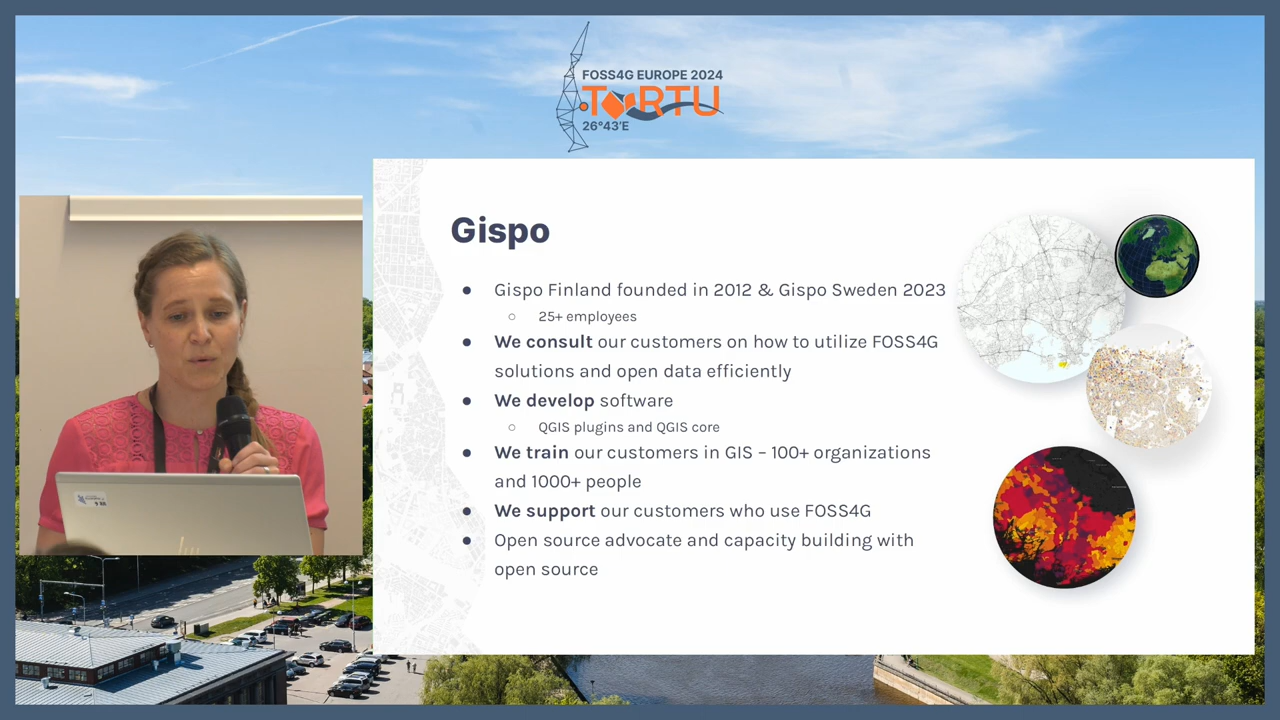 FOSS4G EUROPE 2024
TARTU
26°43'E
Gispo
● Gispo Finland founded in 2012 & Gispo Sweden 2023
○ 25+ employees
● We consult our customers on how to utilize FOSS4G
solutions and open data efficiently
● We develop software
○ QGIS plugins and QGIS core
● We train our customers in GIS – 100+ organizations
and 1000+ people
● We support our customers who use FOSS4G
● Open source advocate and capacity building with
open source